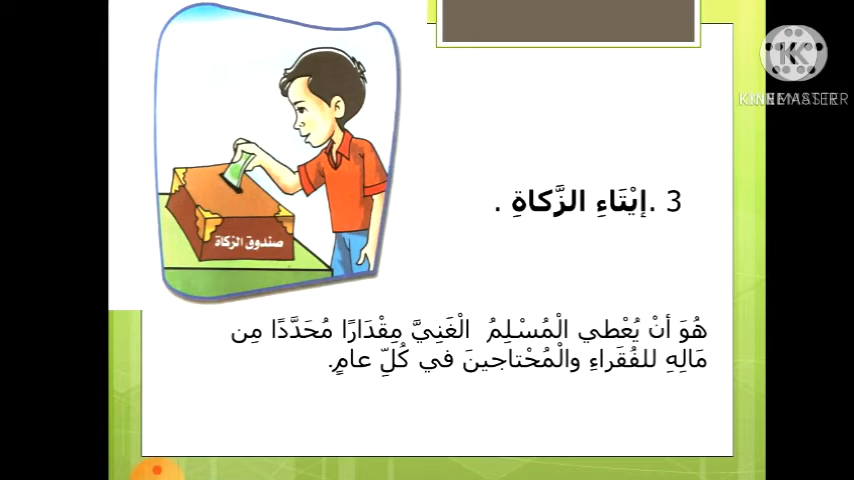 3 .إيْتَاءِ الزَّكاةِ .
صندوق الزكاة
هُوَ أنْ يُعْطي الْمُسْلِمُ الْغَنِيَّ مِقْدَارًا مُحَدَّدًا مِن
مَالِهِ للفُقَراءِ والْمُحْتاجينَ في كُلِّ عامٍ.
KINEMASTER